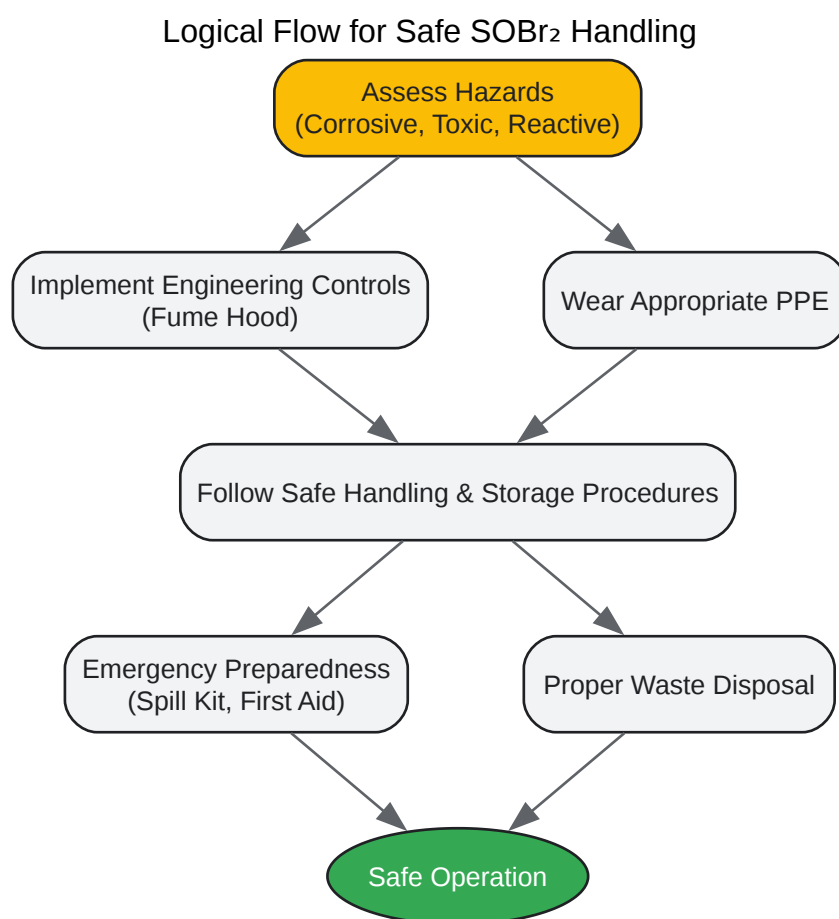 Logical Flow for Safe SOBr₂ Handling
Assess Hazards
(Corrosive, Toxic, Reactive)
Implement Engineering Controls
(Fume Hood)
Wear Appropriate PPE
Follow Safe Handling & Storage Procedures
Emergency Preparedness
(Spill Kit, First Aid)
Proper Waste Disposal
Safe Operation